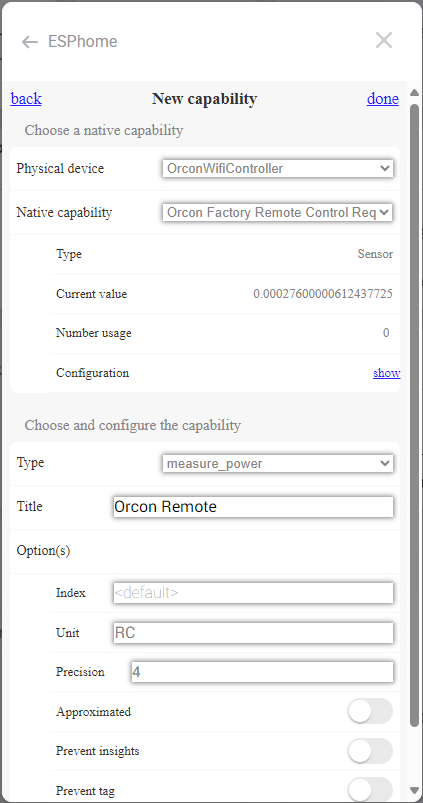 ← ESPhome
back New capability done
Choose a native capability
Physical device OrconWifiController
Native capability Orcon Factory Remote Control Req
Type Sensor
Current value 0.00027600000612437725
Number usage 0
Configuration show
Choose and configure the capability
Type measure_power
Title Orcon Remote
Option(s)
Index <default>
Unit RC
Precision 4
Approximated
Prevent insights
Prevent tag